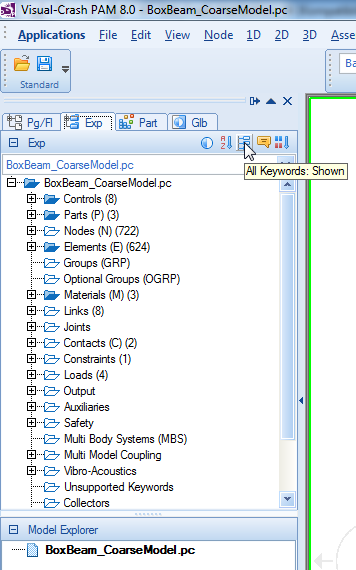 Visual-Crash PAM 8.0 - BoxBeam_CoarseModel.pc
Applications File Edit View Node 1D 2D 3D Asse
Standard
Ba
Pg/Fl Exp Part Glb
Exp
BoxBeam_CoarseModel.pc
All Keywords: Shown
BoxBeam_CoarseModel.pc
Controls (8)
Parts (P) (3)
Nodes (N) (722)
Elements (E) (624)
Groups (GRP)
Optional Groups (OGRP)
Materials (M) (3)
Links (8)
Joints
Contacts (C) (2)
Constraints (1)
Loads (4)
Output
Auxiliaries
Safety
Multi Body Systems (MBS)
Multi Model Coupling
Vibro-Acoustics
Unsupported Keywords
Collectors
Model Explorer
BoxBeam_CoarseModel.pc